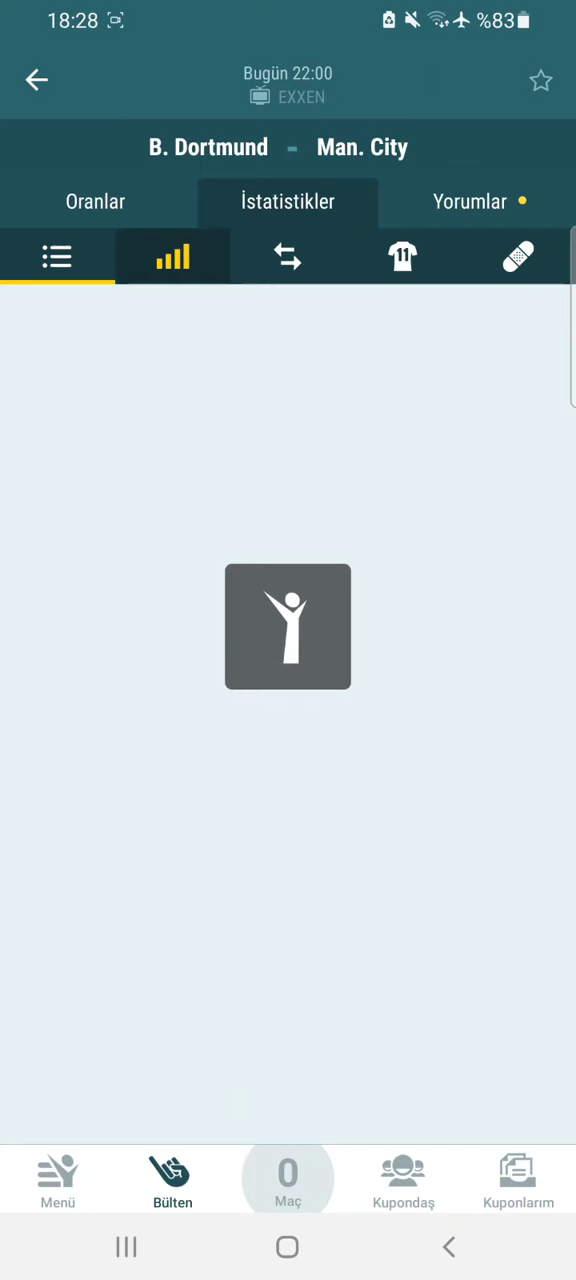 18:28 %83
Bugün 22:00
EXXEN
B. Dortmund - Man. City
Oranlar İstatistikler Yorumlar
11
0
Menü Bülten Maç Kupondaş Kuponlarım